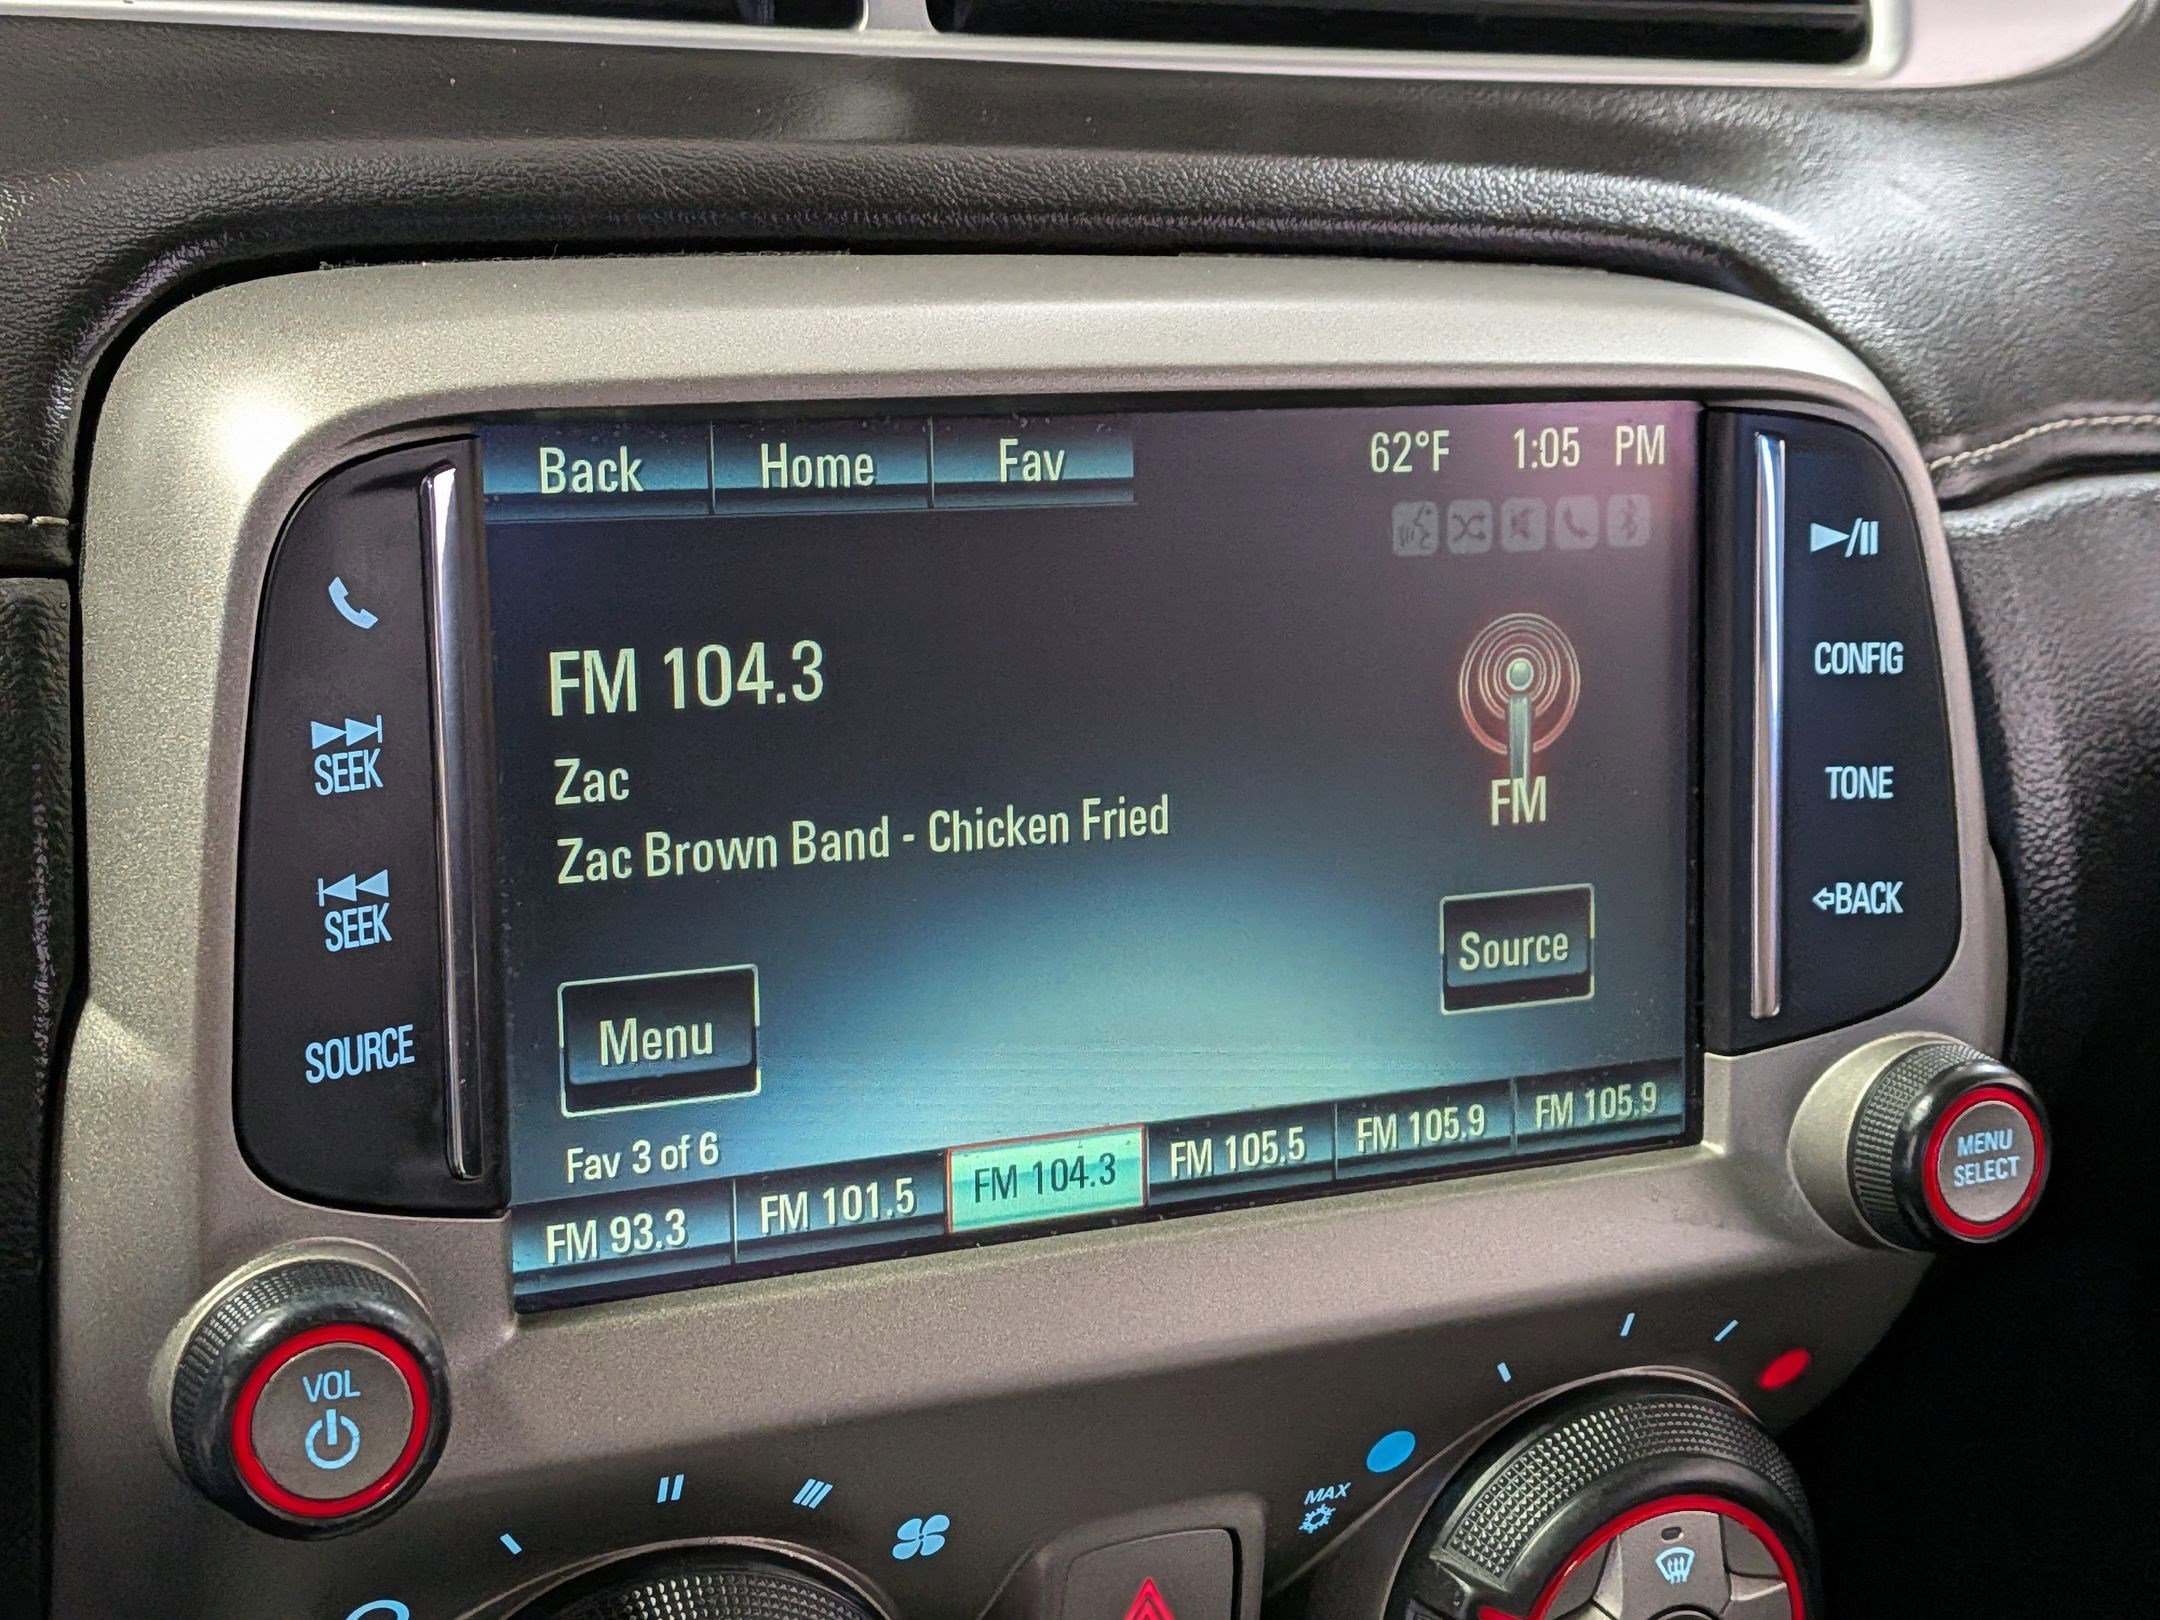 Back Home Fav 62°F 1:05 PM
FM 104.3
Zac
Zac Brown Band - Chicken Fried
FM
Menu
Source
Fav 3 of 6
FM 93.3 FM 101.5 FM 104.3 FM 105.5 FM 105.9 FM 105.9
SEEK
SEEK
SOURCE
CONFIG
TONE
BACK
MENU
SELECT
VOL
MAX